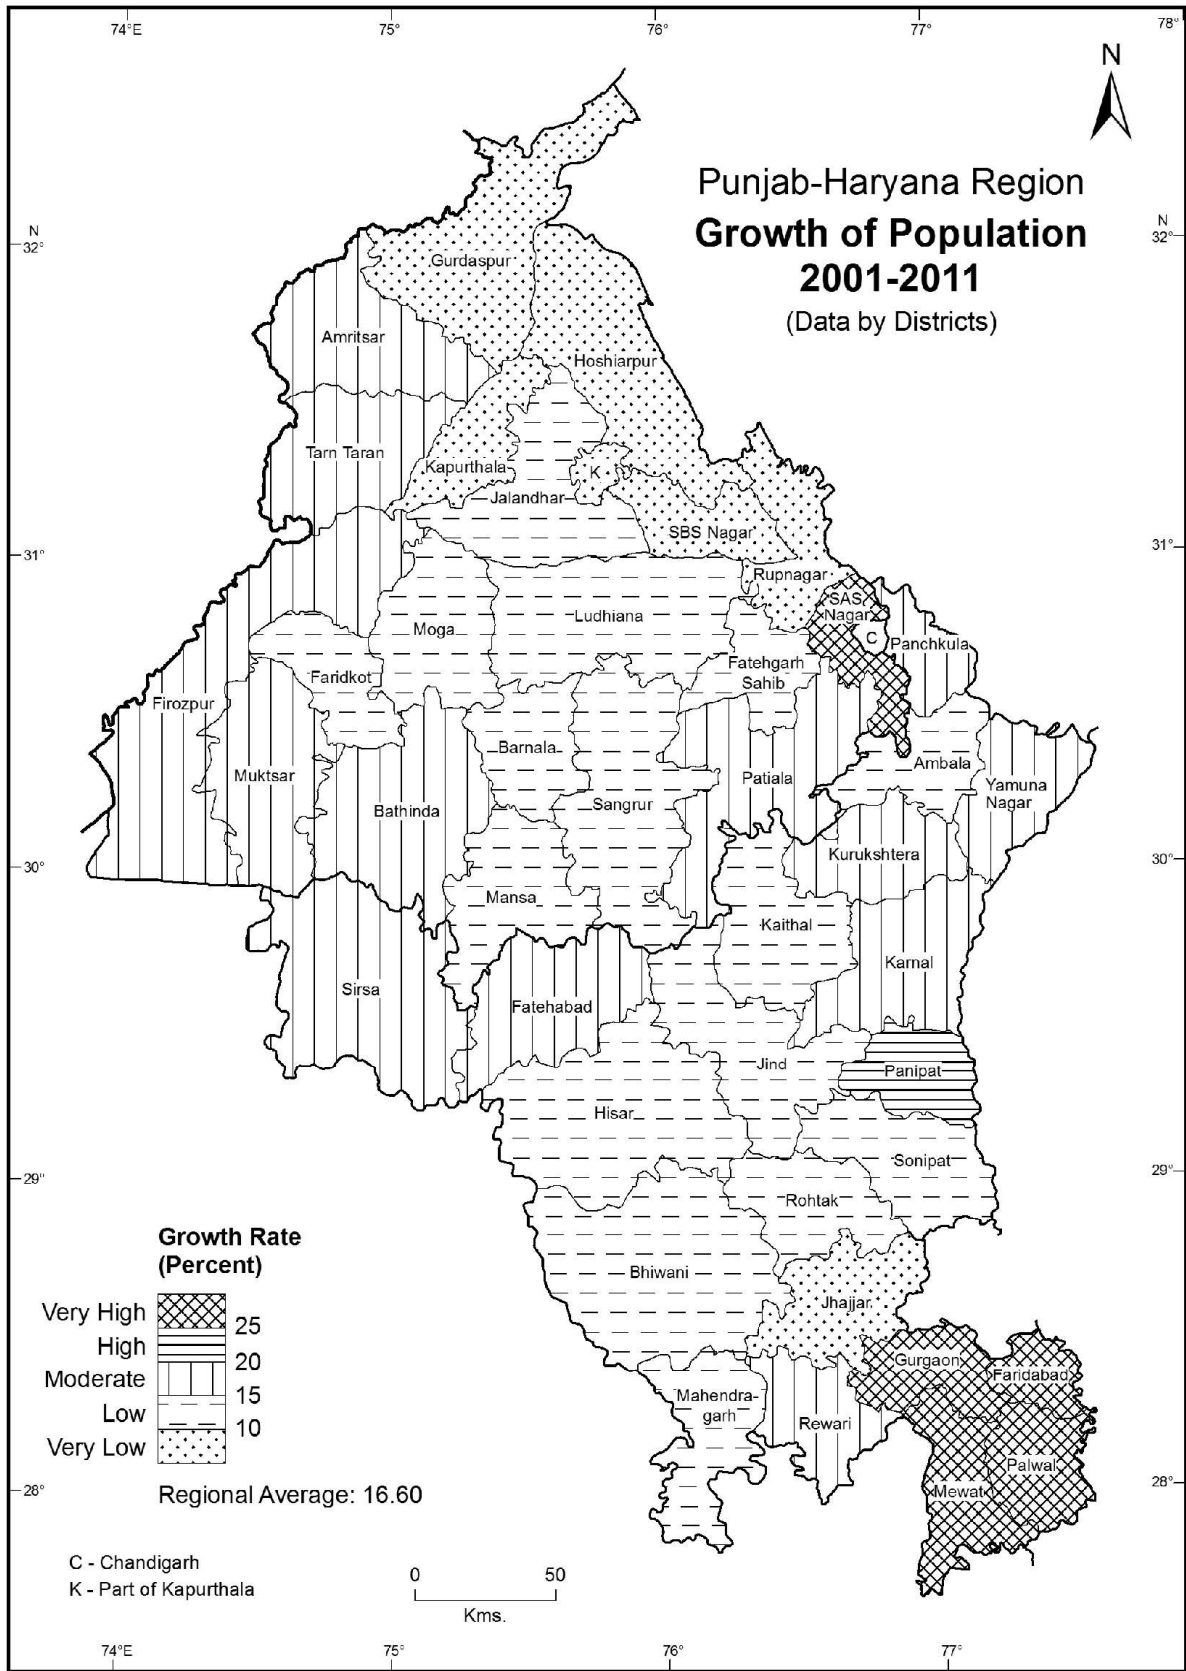 74°E 75° 76° 77° 78°
N
Punjab-Haryana Region
Growth of Population
2001-2011
(Data by Districts)
N
32°
N
32°
Gurdaspur
Amritsar
Hoshiarpur
Tarn Taran
Kapurthala
K
Jalandhar
SBS Nagar
31°
31°
Rupnagar
SAS
Nagar
Ludhiana
Moga
C
Panchkula
Fatehgarh
Sahib
Faridkot
Firozpur
Barnala
Ambala
Muktsar
Patiala
Yamuna
Nagar
Sangrur
Bathinda
Kurukshtera
30°
30°
Mansa
Kaithal
Karnal
Sirsa
Fatehabad
Jind
Panipat
Hisar
Sonipat
29°
29°
Rohtak
Growth Rate
(Percent)
Bhiwani
Jhajjar
Very High
25
High
20
Moderate
15
Low
10
Very Low
Gurgaon
Faridabad
Mahendra-
garh
Rewari
Palwal
Mewat
28°
28°
Regional Average: 16.60
C - Chandigarh
K - Part of Kapurthala
0 50
Kms.
74°E 75° 76° 77°